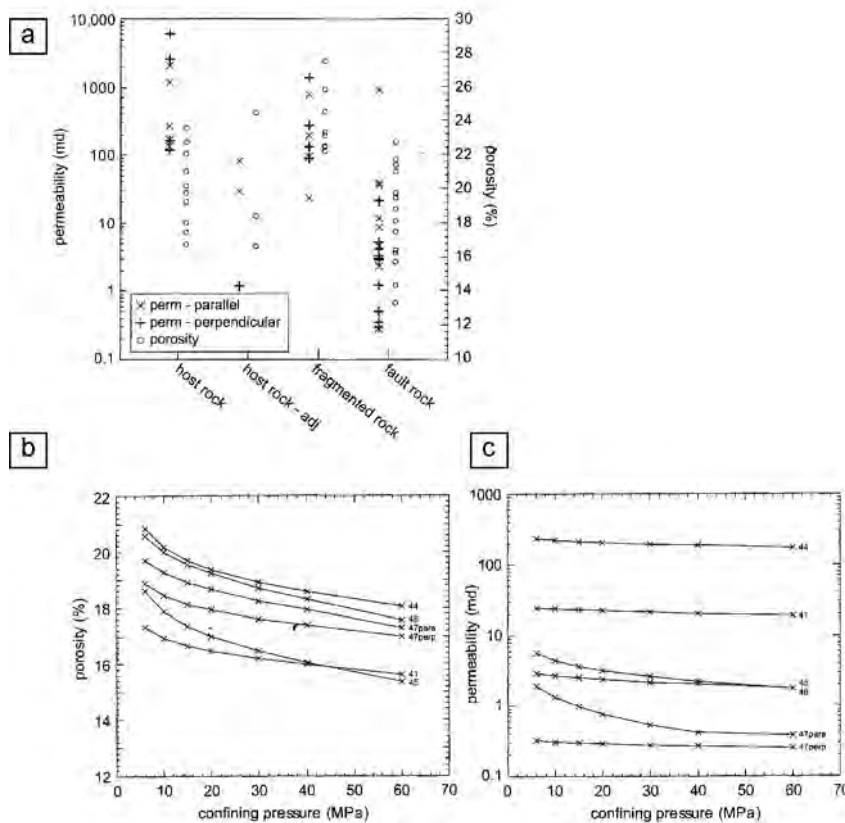 a
10,000
1000
100
10
1
0.1
permeability (md)
30
28
26
24
22
20
18
16
14
12
10
porosity (%)
× perm - parallel
+ perm - perpendicular
○ porosity
host rock
host rock - adj
fragmented rock
fault rock
b
22
20
18
16
14
12
porosity (%)
44
47para
47perp
41
45
0 10 20 30 40 50 60 70
confining pressure (MPa)
c
1000
100
10
1
0.1
permeability (md)
44
41
45
47para
47perp
0 10 20 30 40 50 60 70
confining pressure (MPa)